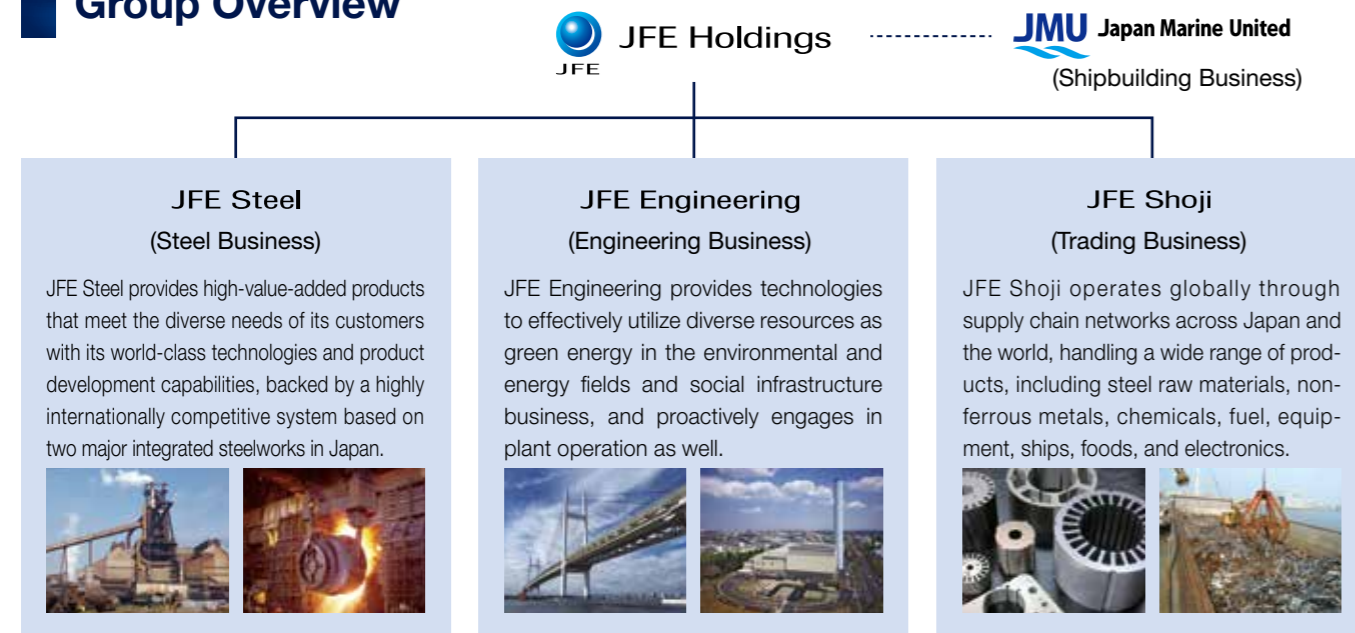 Group Overview
JFE
JFE Holdings
JMU Japan Marine United
(Shipbuilding Business)
JFE Steel
(Steel Business)
JFE Steel provides high-value-added products
that meet the diverse needs of its customers
with its world-class technologies and product
development capabilities, backed by a highly
internationally competitive system based on
two major integrated steelworks in Japan.
JFE Engineering
(Engineering Business)
JFE Engineering provides technologies
to effectively utilize diverse resources as
green energy in the environmental and
energy fields and social infrastructure
business, and proactively engages in
plant operation as well.
JFE Shoji
(Trading Business)
JFE Shoji operates globally through
supply chain networks across Japan and
the world, handling a wide range of prod-
ucts, including steel raw materials, non-
ferrous metals, chemicals, fuel, equip-
ment, ships, foods, and electronics.